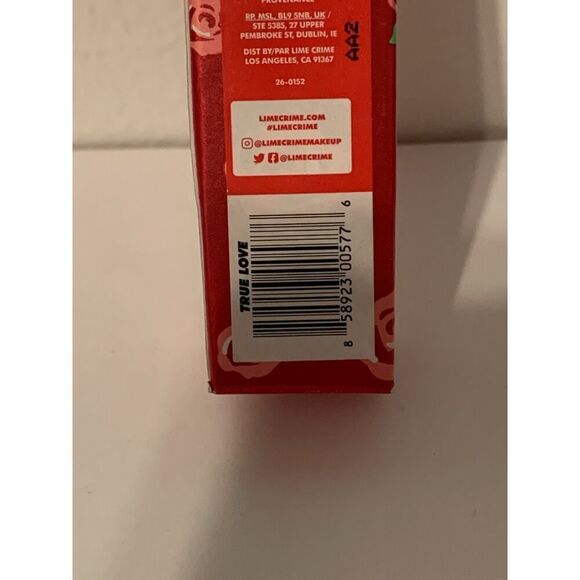 PROVENANCE
RP. MSL, BL9 5NB, UK /
STE 5385, 27 UPPER
PEMBROKE ST, DUBLIN, IE
DIST BY/PAR LIME CRIME
LOS ANGELES, CA 91367
26-0152
AA2
LIMECRIME.COM
#LIMECRIME
@LIMECRIMEMAKEUP
@LIMECRIME
TRUE LOVE
8 58923 00577 6